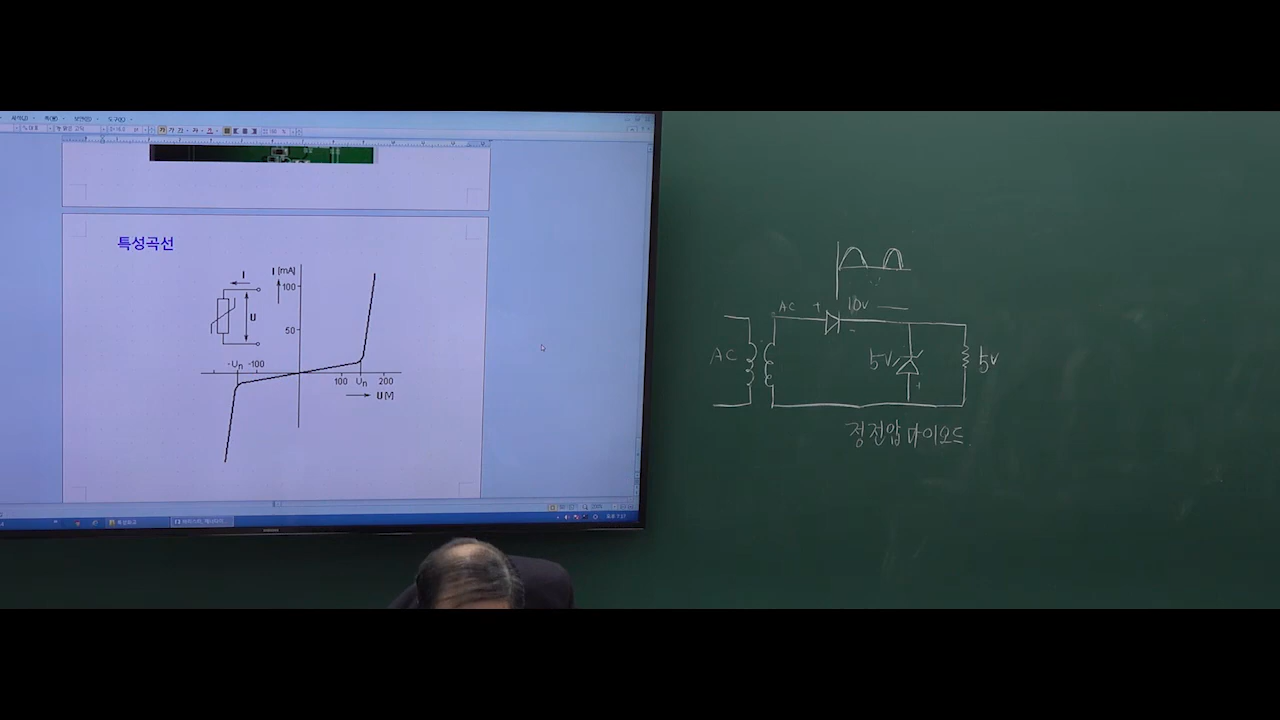 특성곡선
I
I [mA]
100
U
50
-Un -100
100 Un 200
U M
AC + 10v
-
AC
5v
5v
+
정전압 다이오드.